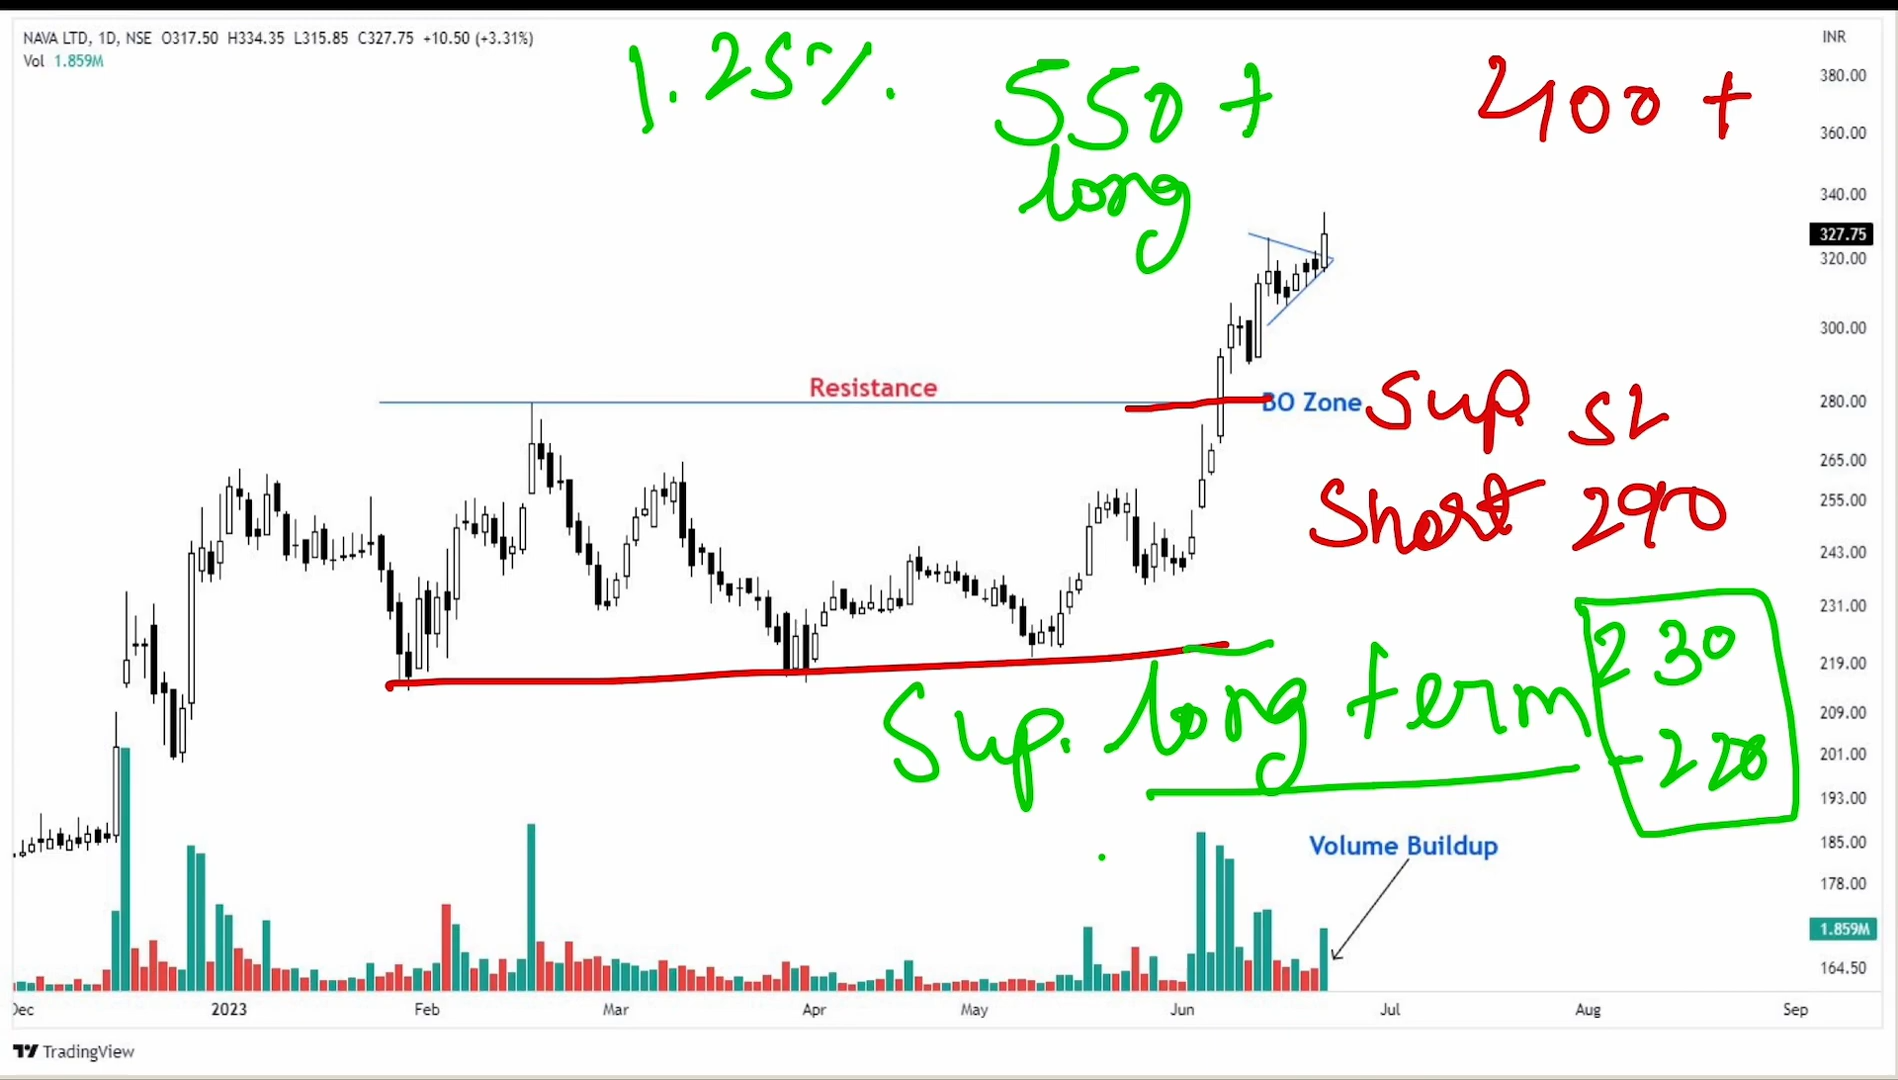 NAVA LTD, 1D, NSE O317.50 H334.35 L315.85 C327.75 +10.50 (+3.31%)
Vol 1.859M
1.25%.
550 +
long
400 +
INR
380.00
360.00
340.00
327.75
320.00
300.00
280.00
265.00
255.00
243.00
231.00
219.00
209.00
201.00
193.00
185.00
178.00
1.859M
164.50
Resistance
BO Zone
Sup. SL
Short 290
Sup. long term
230
- 220
Volume Buildup
Dec 2023 Feb Mar Apr May Jun Jul Aug Sep
TradingView